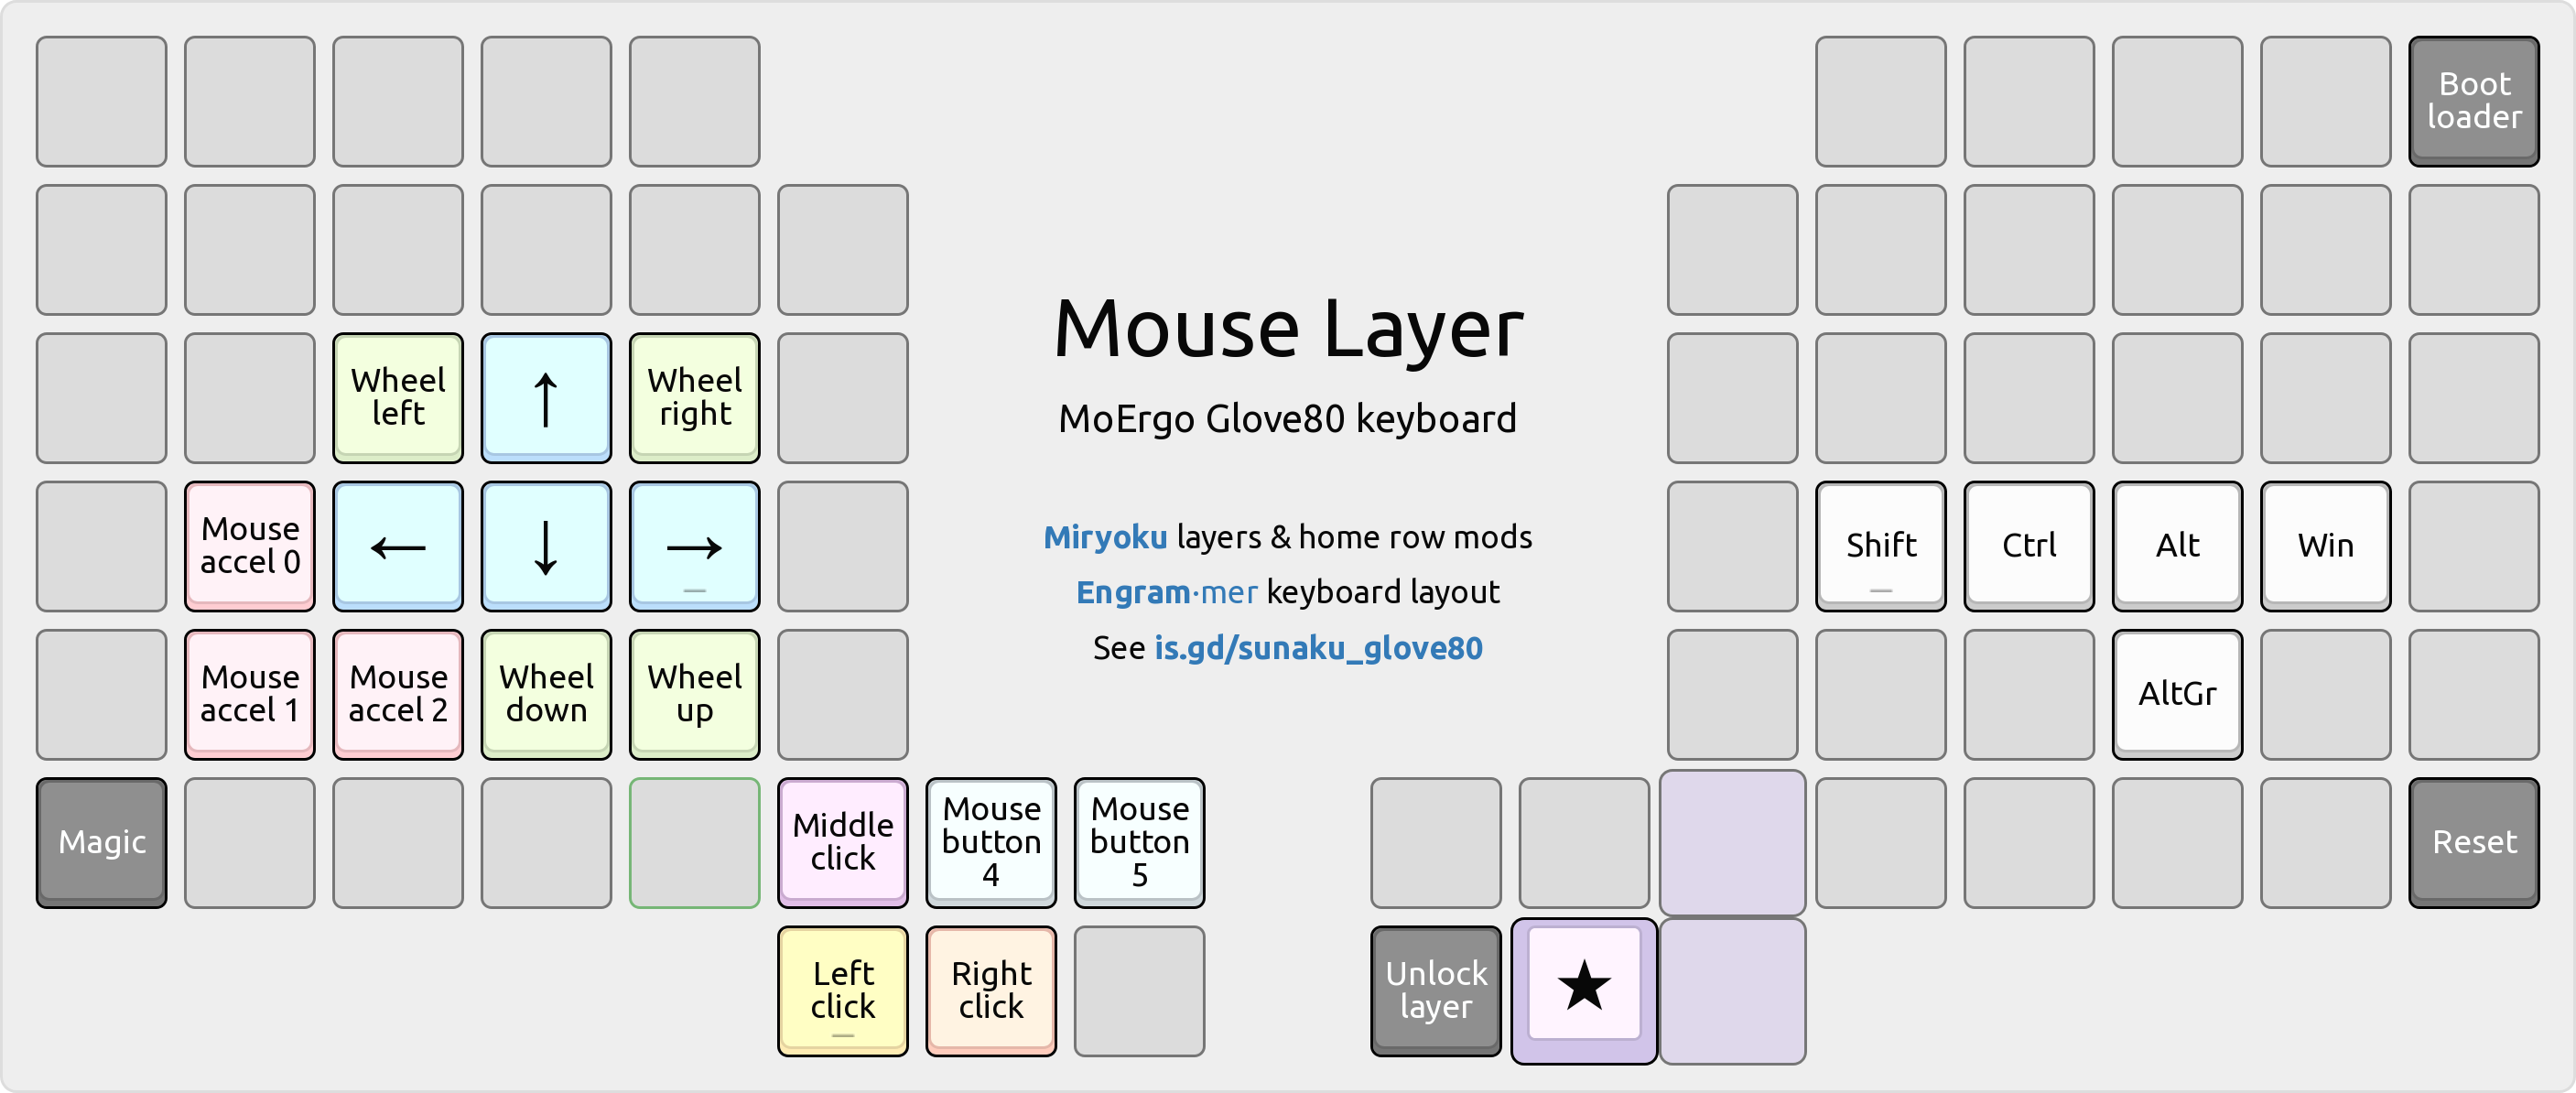 Boot
loader
Mouse Layer
MoErgo Glove80 keyboard
Miryoku layers & home row mods
Engram·mer keyboard layout
See is.gd/sunaku_glove80
Wheel
left
↑
Wheel
right
Mouse
accel 0
←
↓
→
Shift
Ctrl
Alt
Win
Mouse
accel 1
Mouse
accel 2
Wheel
down
Wheel
up
AltGr
Magic
Middle
click
Mouse
button
4
Mouse
button
5
Reset
Left
click
Right
click
Unlock
layer
★